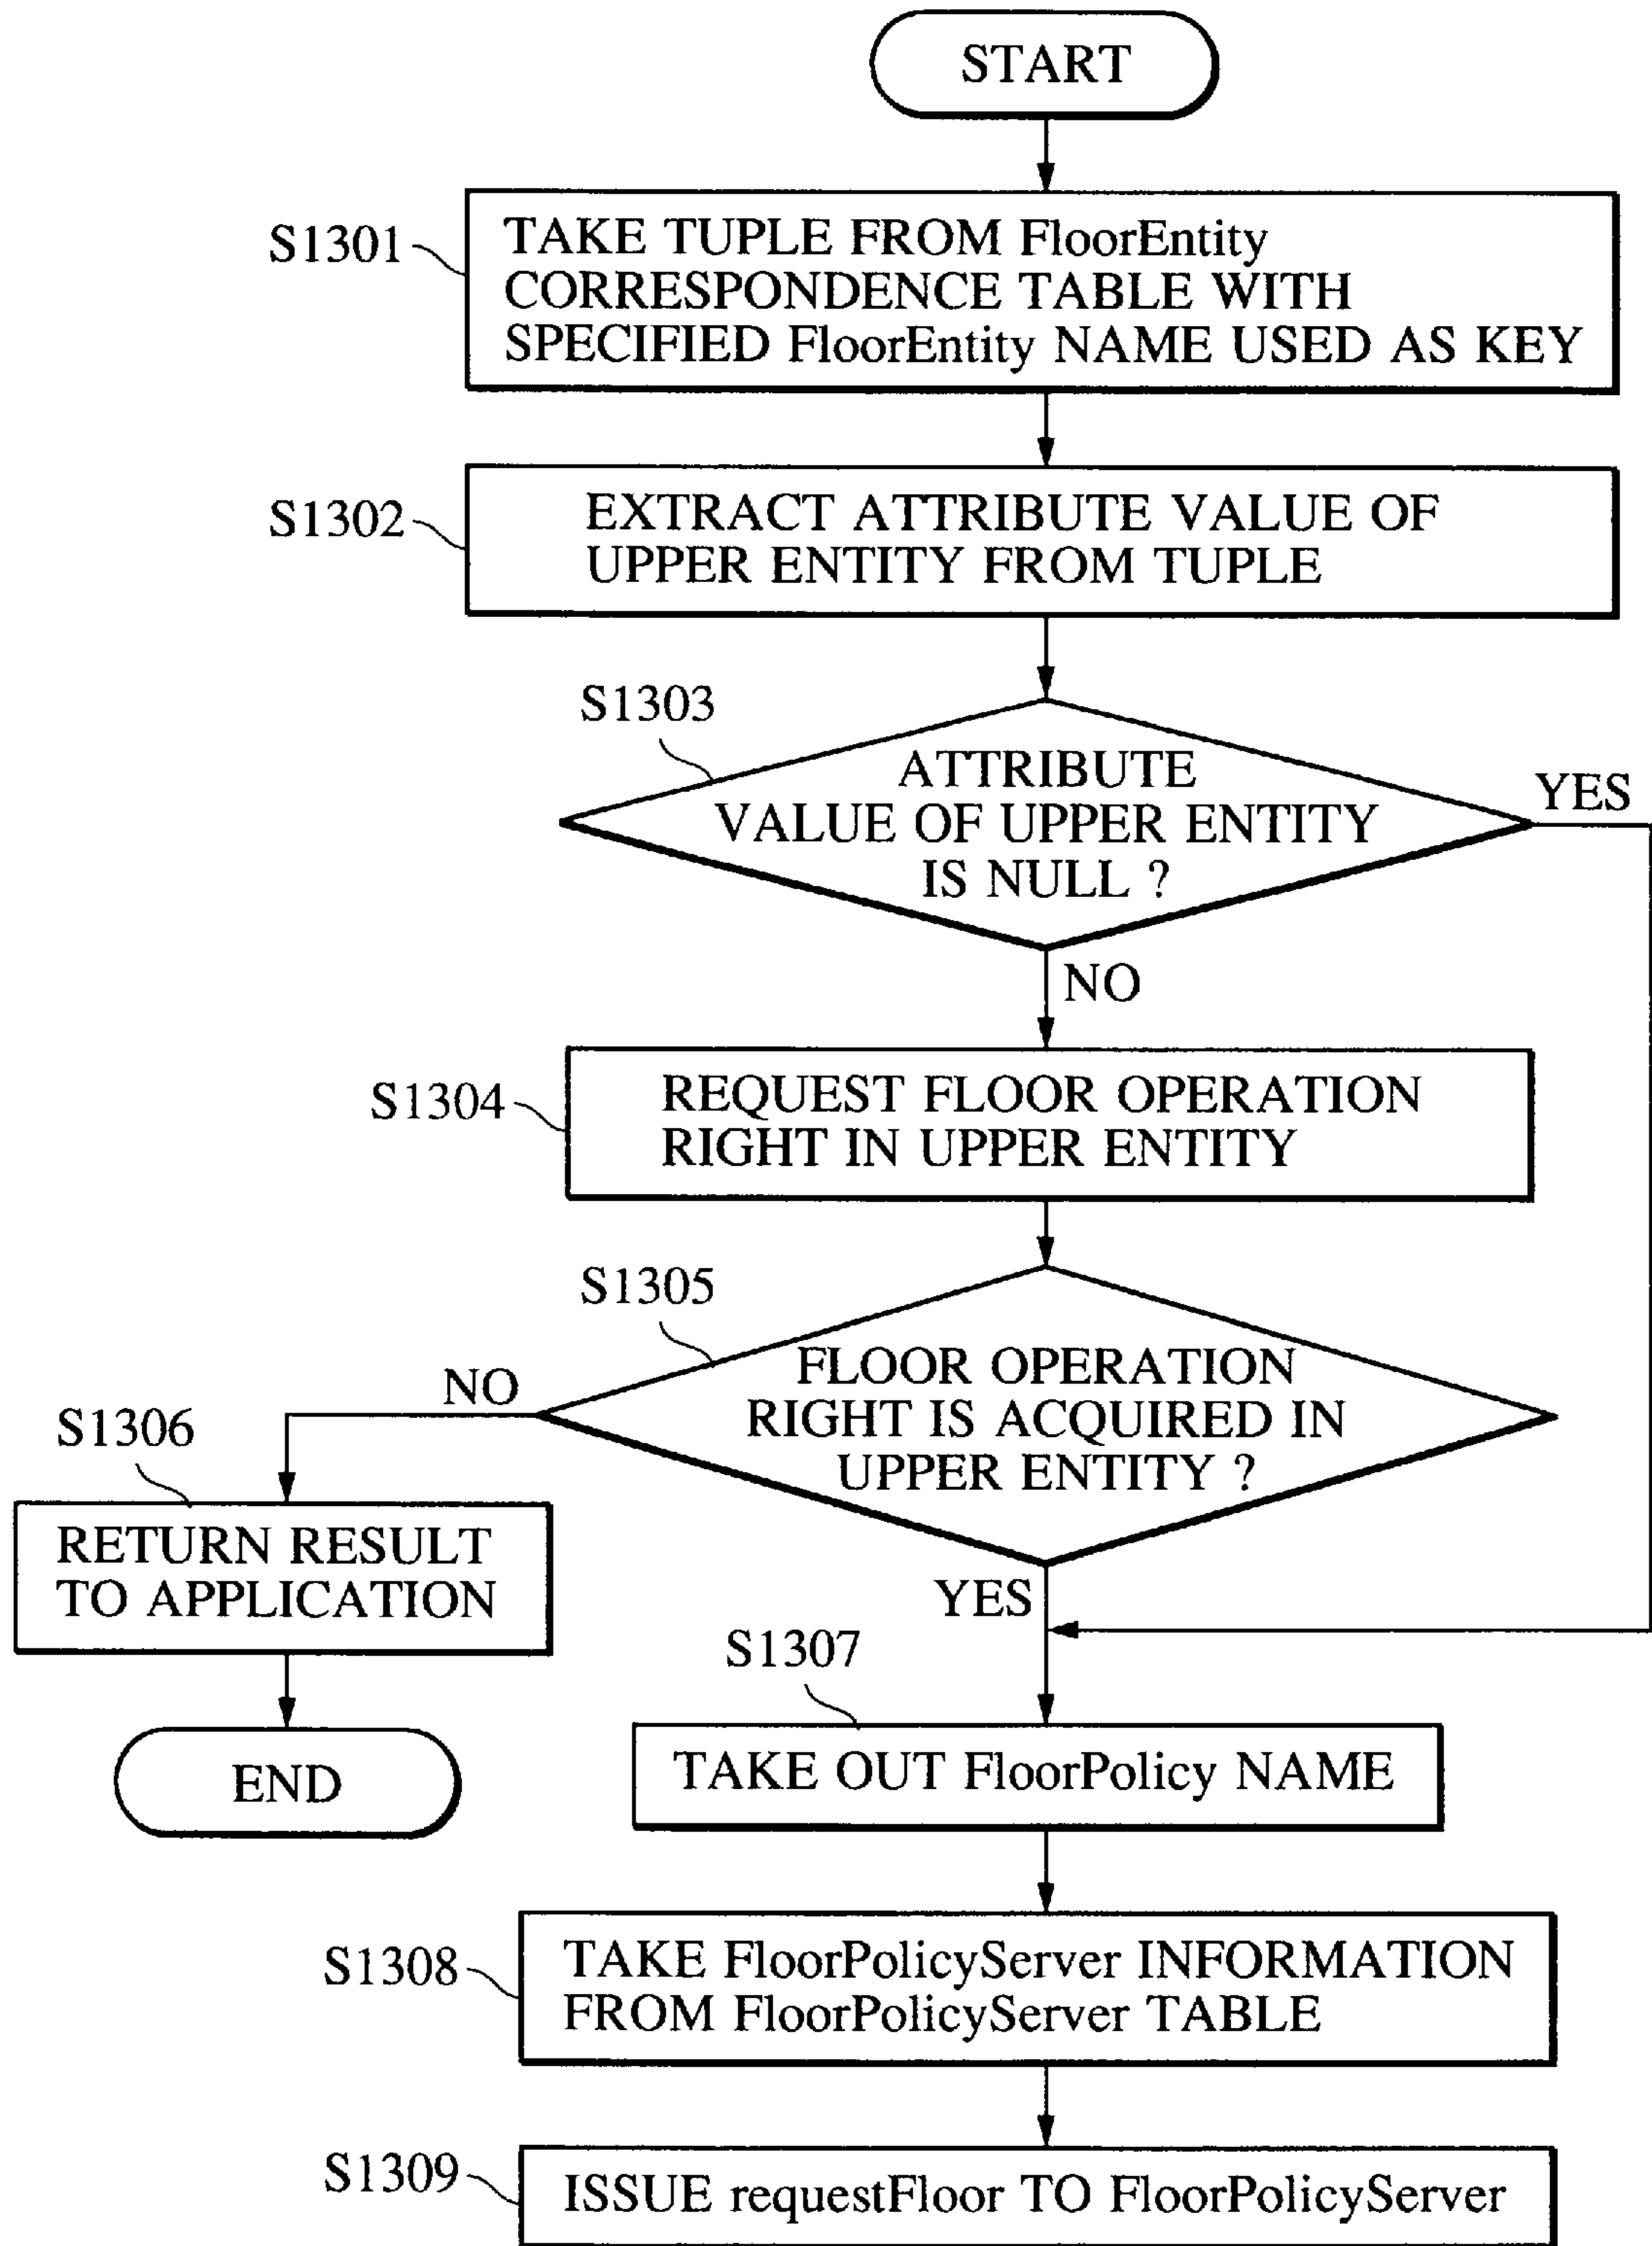 START
S1301
TAKE TUPLE FROM FloorEntity
CORRESPONDENCE TABLE WITH
SPECIFIED FloorEntity NAME USED AS KEY
S1302
EXTRACT ATTRIBUTE VALUE OF
UPPER ENTITY FROM TUPLE
S1303
ATTRIBUTE
VALUE OF UPPER ENTITY
IS NULL ?
YES
NO
S1304
REQUEST FLOOR OPERATION
RIGHT IN UPPER ENTITY
S1305
FLOOR OPERATION
RIGHT IS ACQUIRED IN
UPPER ENTITY ?
NO
S1306
RETURN RESULT
TO APPLICATION
END
YES
S1307
TAKE OUT FloorPolicy NAME
S1308
TAKE FloorPolicyServer INFORMATION
FROM FloorPolicyServer TABLE
S1309
ISSUE requestFloor TO FloorPolicyServer